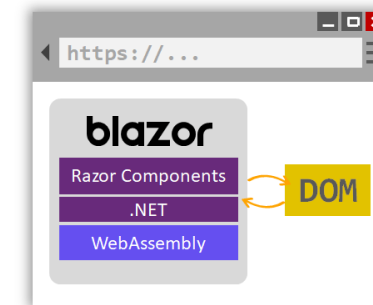 https://...
blazor
Razor Components
.NET
WebAssembly
DOM